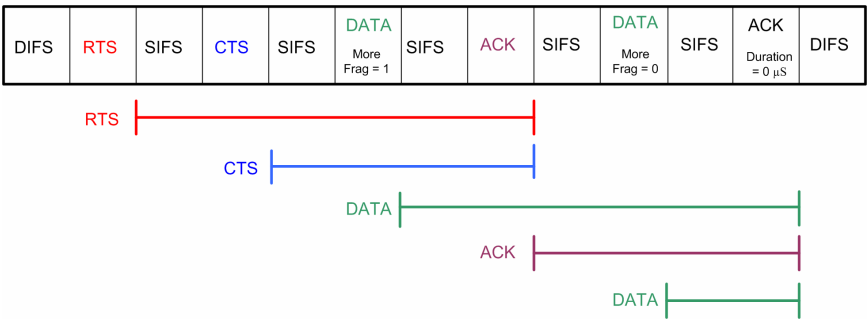 DIFS
RTS
SIFS
CTS
SIFS
DATA
More
Frag = 1
SIFS
ACK
SIFS
DATA
More
Frag = 0
SIFS
ACK
Duration
= 0 μS
DIFS
RTS
CTS
DATA
ACK
DATA